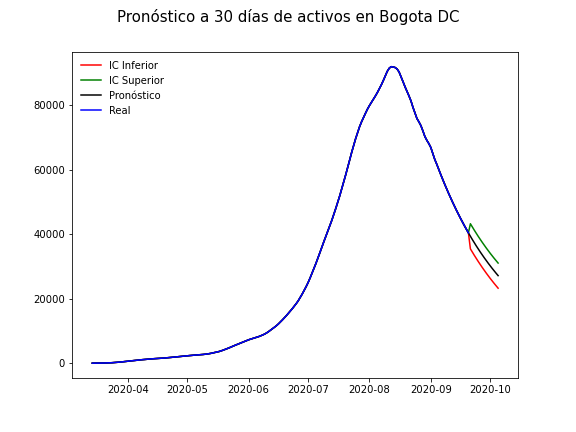 Pronóstico a 30 días de activos en Bogota DC
IC Inferior
IC Superior
Pronóstico
Real
80000
60000
40000
20000
0
2020-04 2020-05 2020-06 2020-07 2020-08 2020-09 2020-10